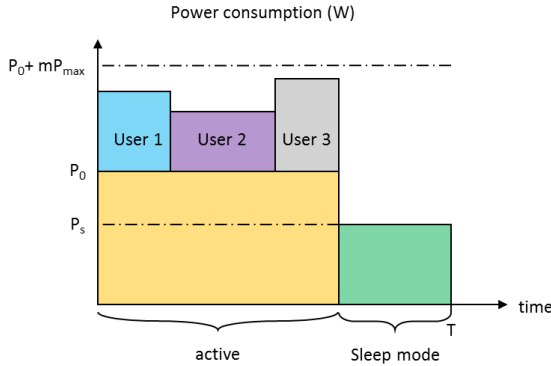 Power consumption (W)
P₀+ mPₘₐₓ
User 1
User 2
User 3
P₀
Pₛ
time
T
active
Sleep mode